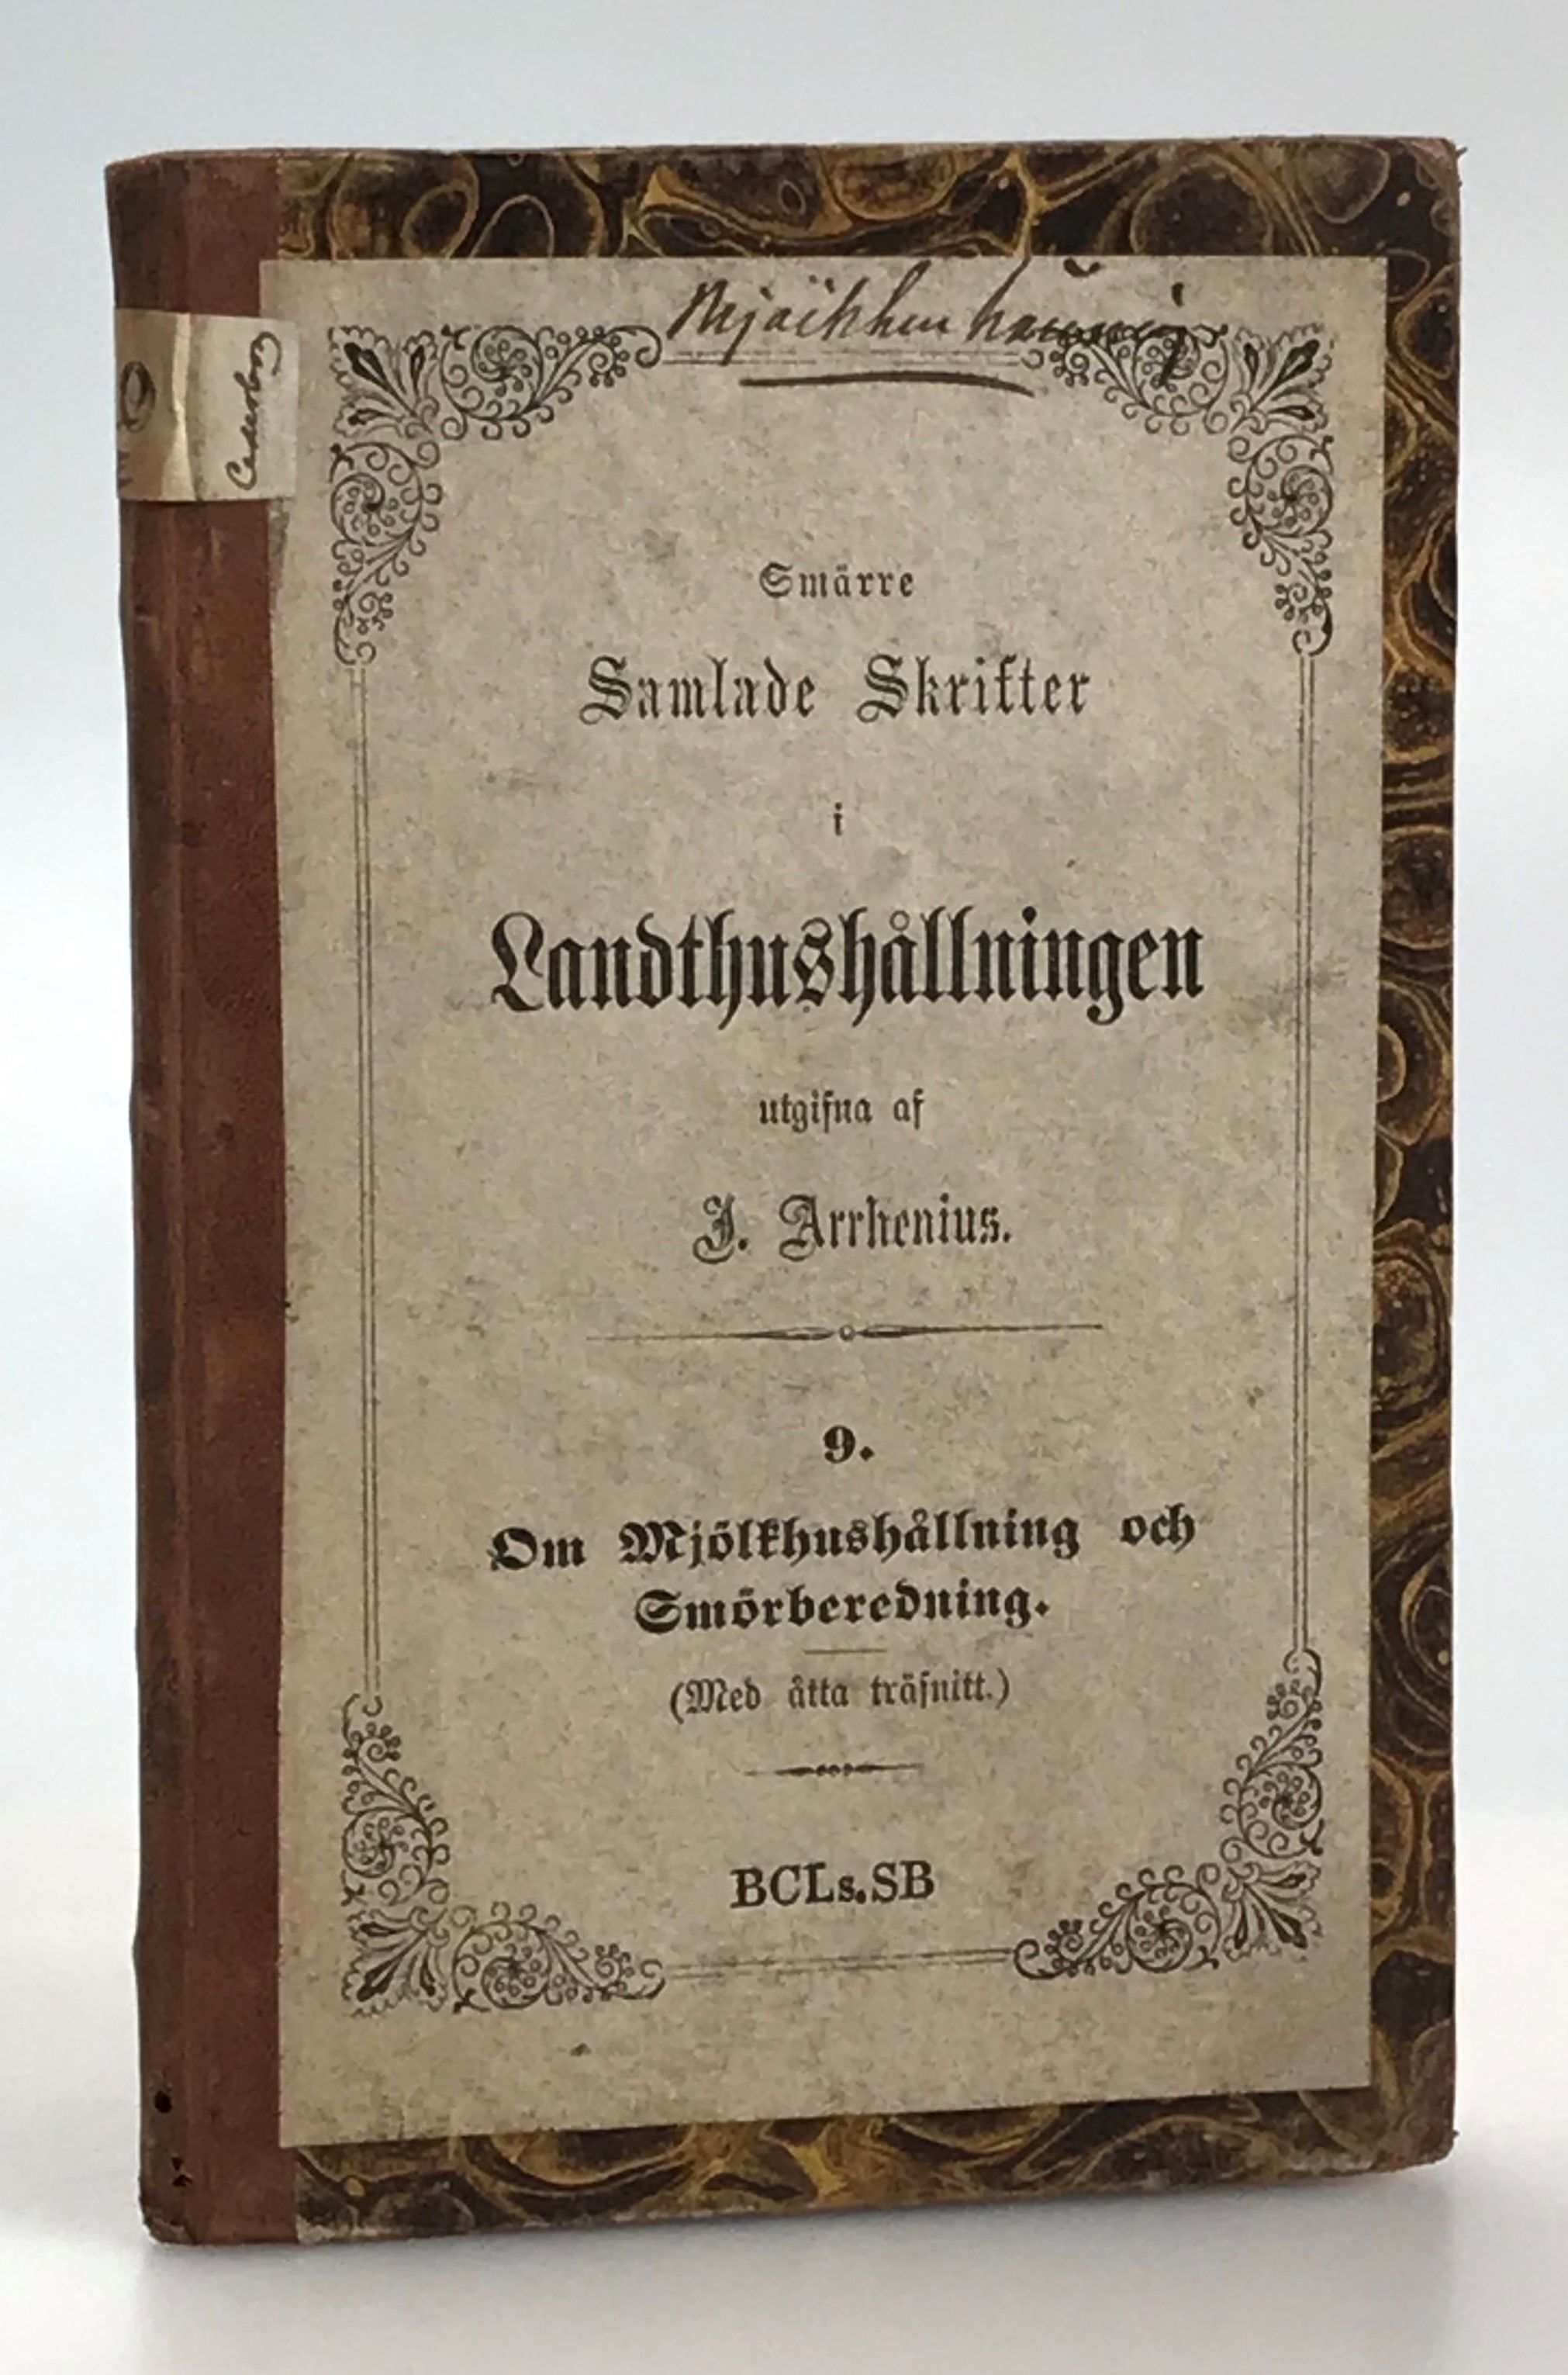 Smärre
Samlade Skrifter
i
Landthushållningen
utgifna af
J. Arrhenius.
9.
Om Mjölkhushållning och
Smörberedning.
(Med åtta träsnitt.)
BCLs.SB